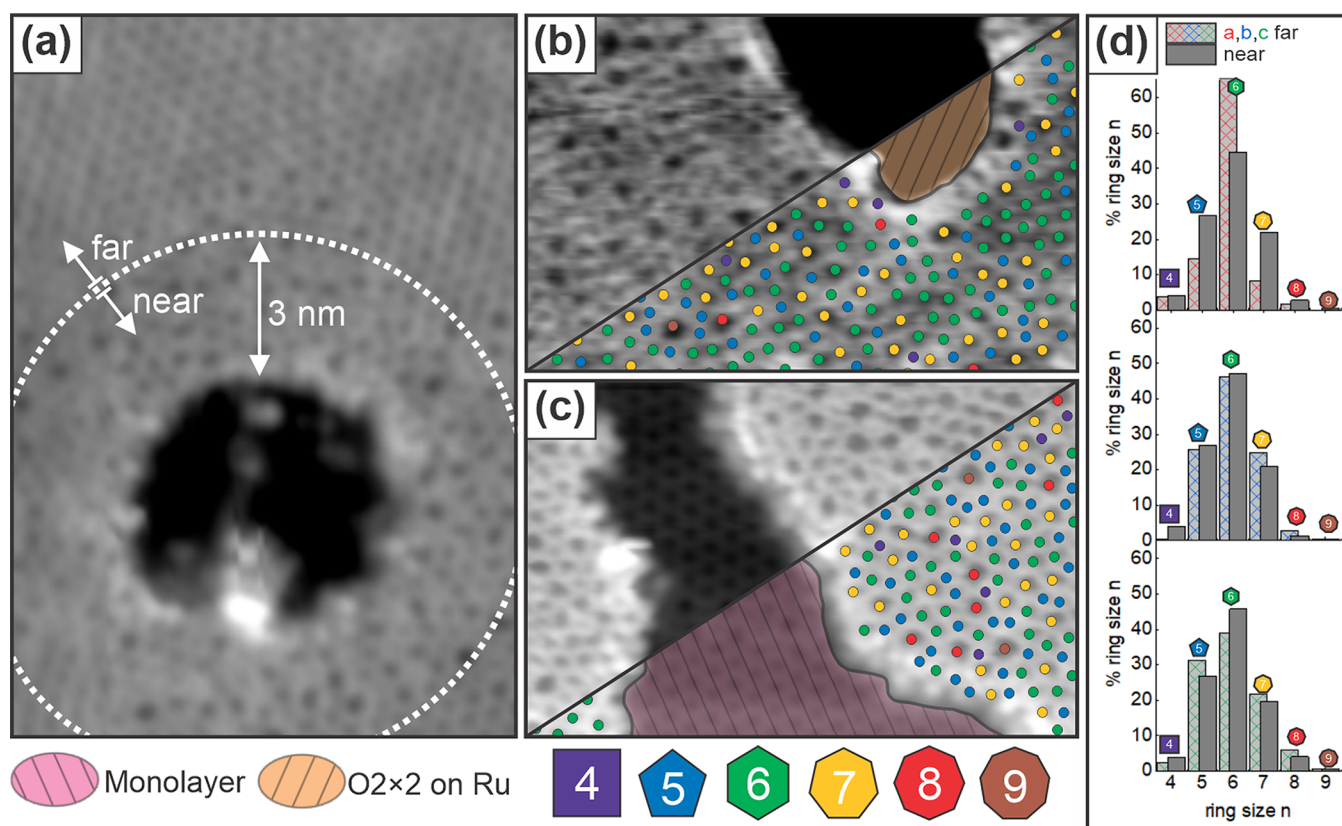 (a)
far
near
3 nm
(b)
(c)
(d)
a,b,c far
near
% ring size n
60
50
40
30
20
10
0
4
5
6
7
8
9
% ring size n
60
50
40
30
20
10
0
4
5
6
7
8
9
% ring size n
60
50
40
30
20
10
0
4
5
6
7
8
9
4 5 6 7 8 9
ring size n
Monolayer
O2×2 on Ru
4 5 6 7 8 9